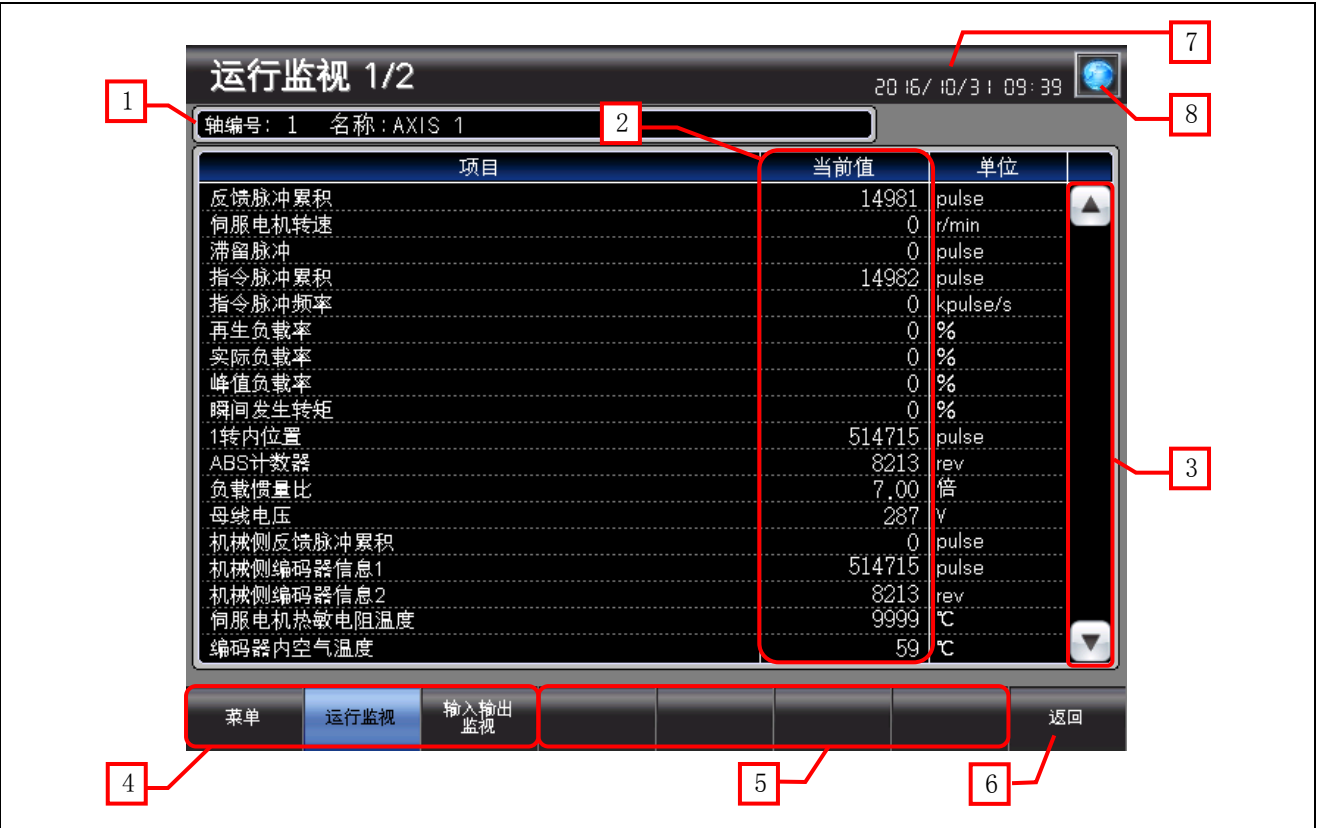 7
运行监视 1/2
2016/10/31 09:39
1
8
轴编号: 1 名称:AXIS 1
2
项目 当前值 单位
反馈脉冲累积 14981 pulse
伺服电机转速 0 r/min
滞留脉冲 0 pulse
指令脉冲累积 14982 pulse
指令脉冲频率 0 kpulse/s
再生负载率 0 %
实际负载率 0 %
峰值负载率 0 %
瞬间发生转矩 0 %
1转内位置 514715 pulse
ABS计数器 8213 rev
3
负载惯量比 7.00 倍
母线电压 287 V
机械侧反馈脉冲累积 0 pulse
机械侧编码器信息1 514715 pulse
机械侧编码器信息2 8213 rev
伺服电机热敏电阻温度 9999 ℃
编码器内空气温度 59 ℃
菜单 运行监视 输入输出
监视 返回
4 5 6